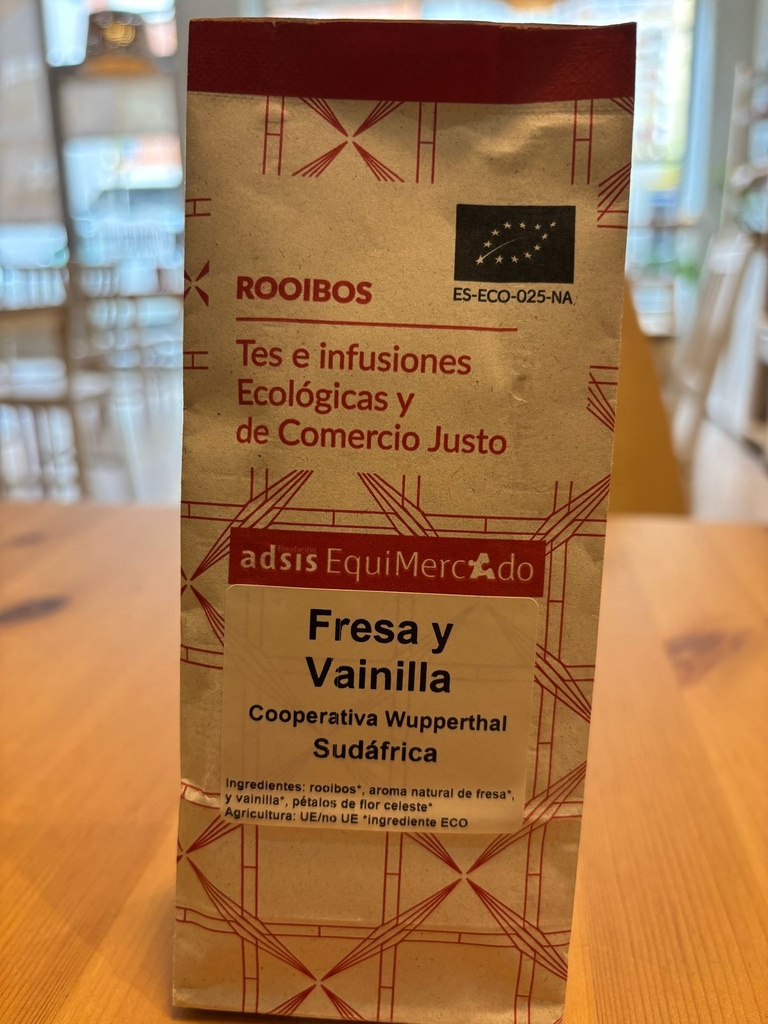 ES-ECO-025-NA
ROOIBOS
Tes e infusiones
Ecológicas y
de Comercio Justo
fundación
adsis EquiMercado
Fresa y
Vainilla
Cooperativa Wupperthal
Sudáfrica
Ingredientes: rooibos*, aroma natural de fresa*,
y vainilla*, pétalos de flor celeste*
Agricultura: UE/no UE *ingrediente ECO